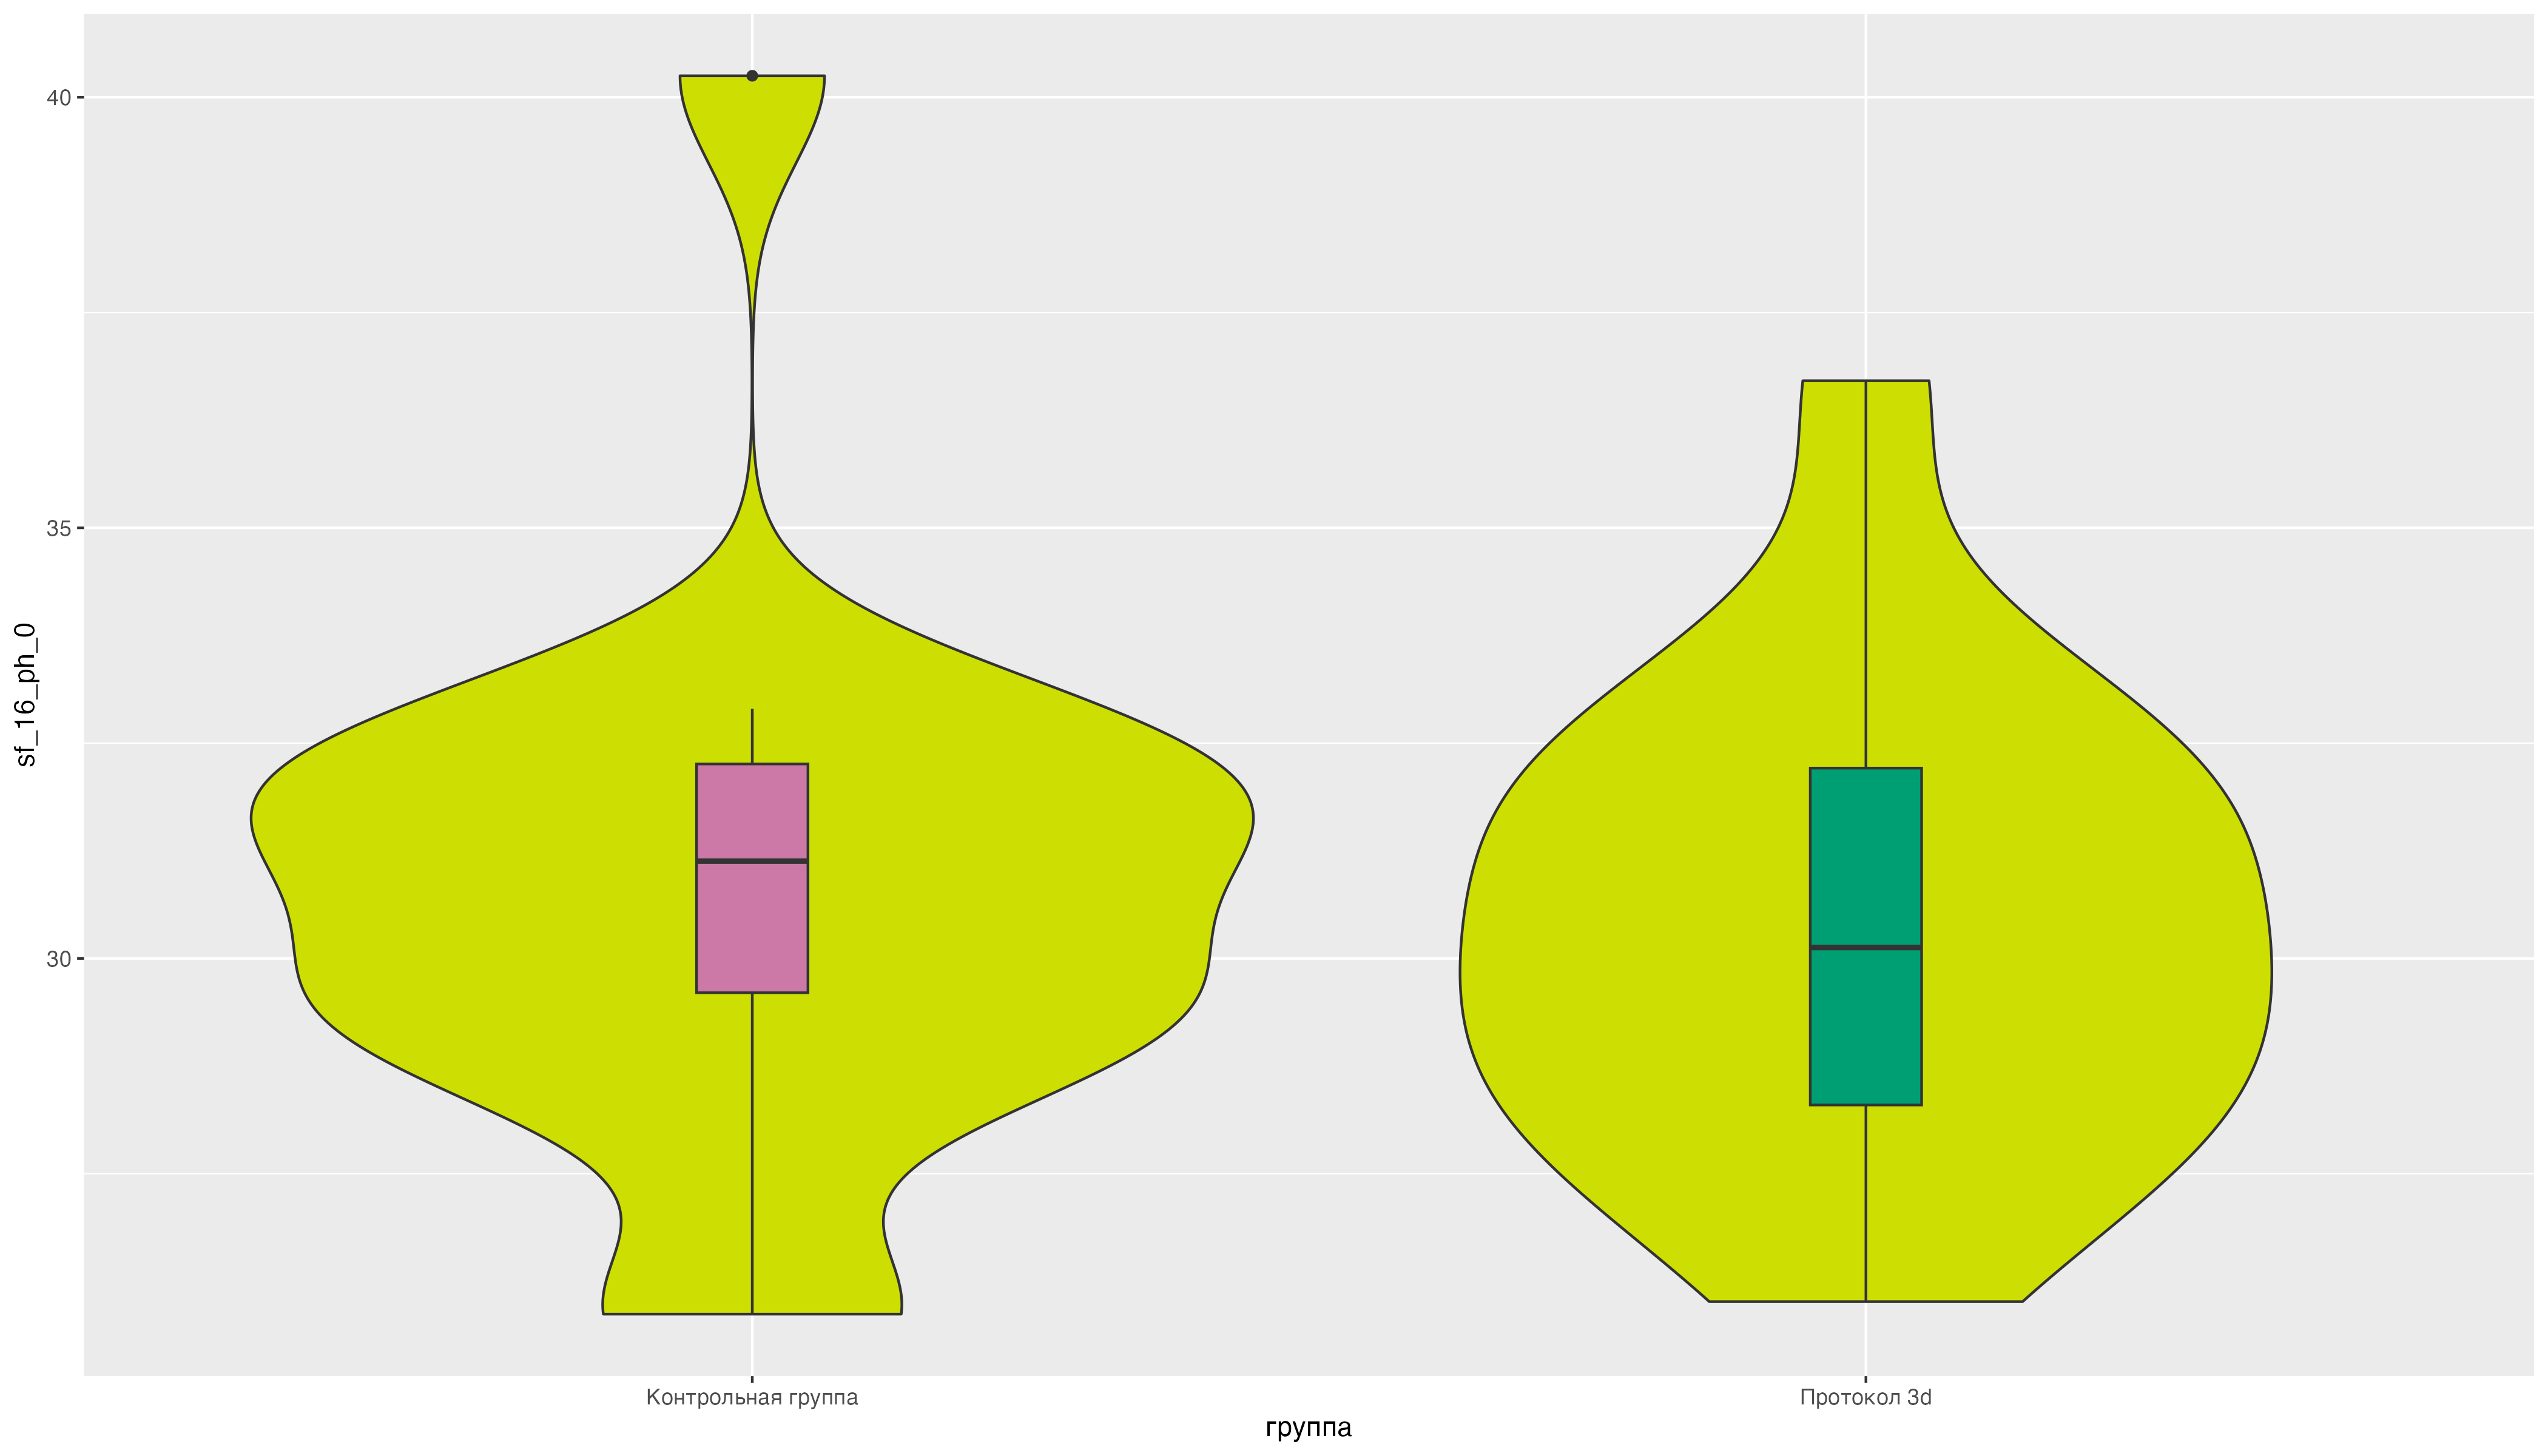 40
35
30
sf_16_ph_0
Контрольная группа
Протокол 3d
группа